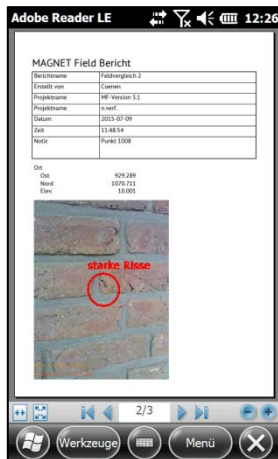 Adobe Reader LE 12:26
MAGNET Field Bericht
Berichtname Feldvergleich 2
Erstellt von Coenen
Projektname MF-Version 3.1
Projektname n.verf.
Datum 2015-07-09
Zeit 11:48:54
Notiz Punkt 1008
Ort
Ost 929.289
Nord 1070.711
Elev. 10.001
starke Risse
2/3
Werkzeuge Menü